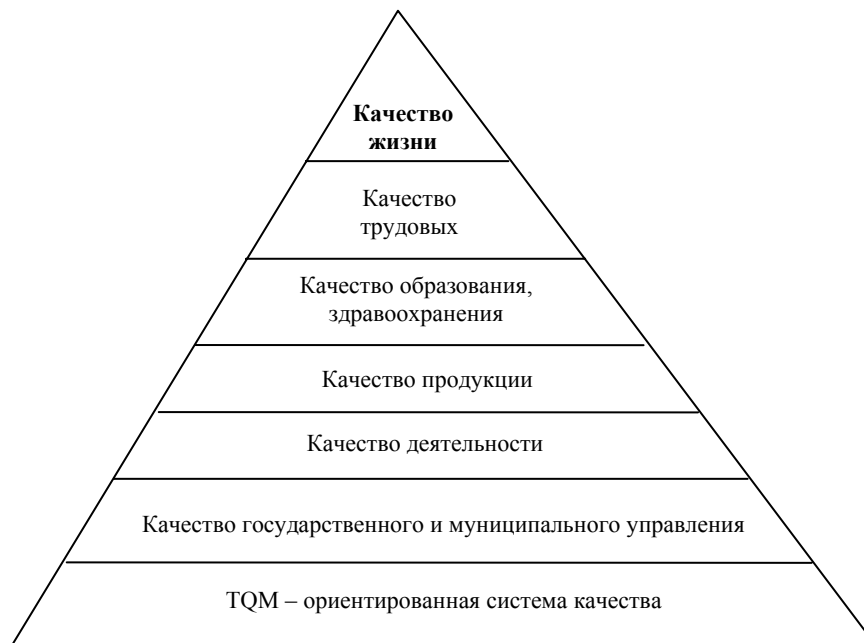 Качество
жизни
Качество
трудовых
Качество образования,
здравоохранения
Качество продукции
Качество деятельности
Качество государственного и муниципального управления
TQM – ориентированная система качества